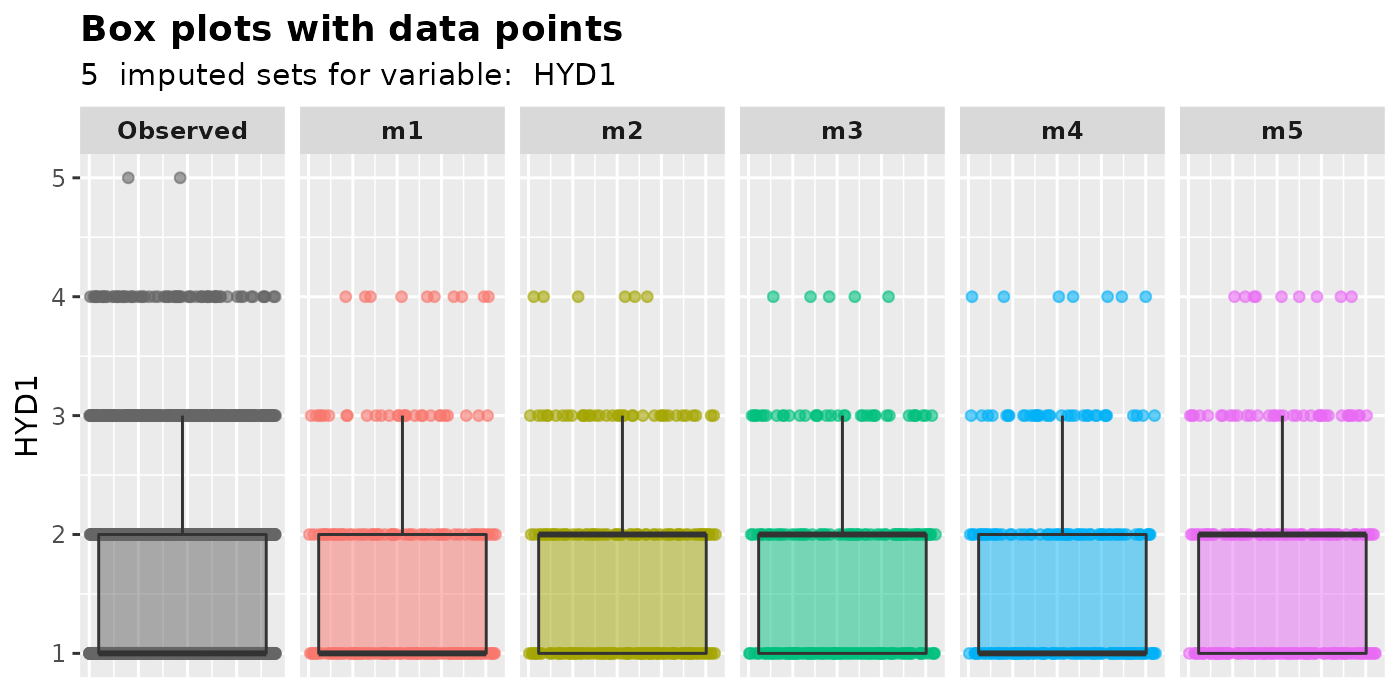 Box plots with data points
5  imputed sets for variable:  HYD1
Observed m1 m2 m3 m4 m5
5
4
3
2
1
HYD1